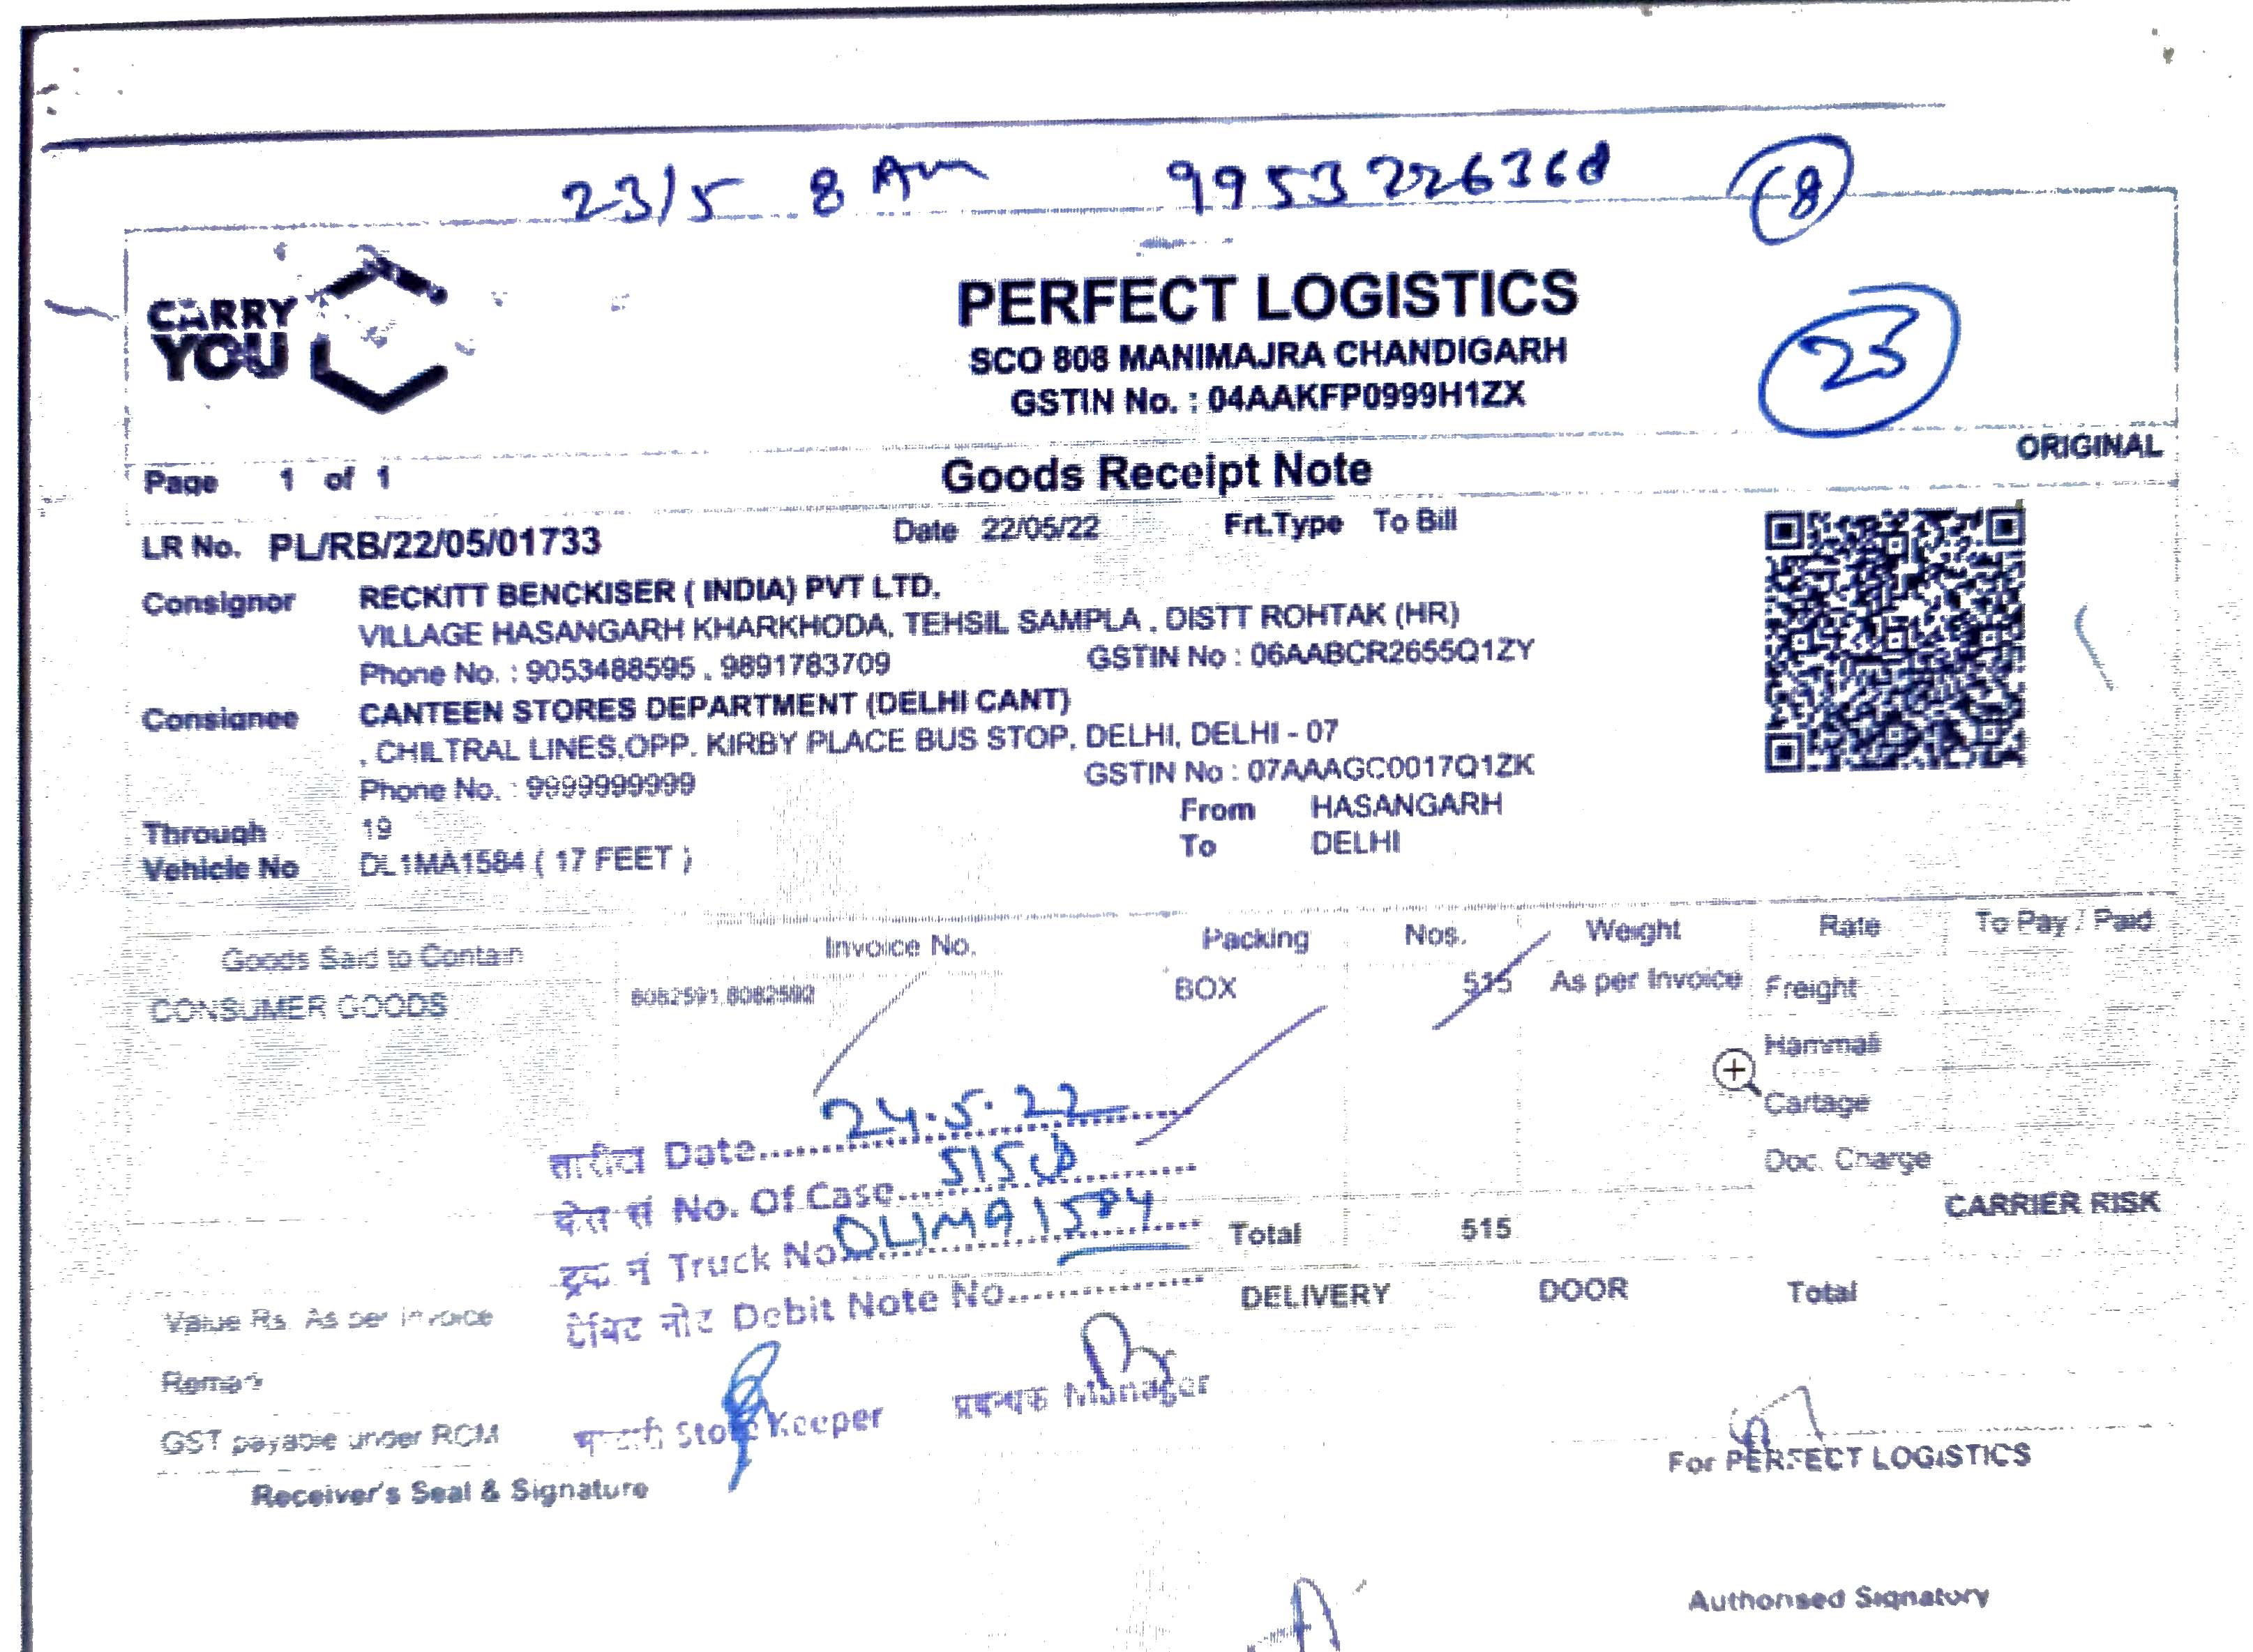 23/5 8 Am 9953226368 8
CARRY
YOU
PERFECT LOGISTICS
SCO 808 MANIMAJRA CHANDIGARH
GSTIN No. : 04AAKFP0999H1ZX
25
ORIGINAL
Page 1 of 1
Goods Receipt Note
LR No. PL/RB/22/05/01733 Date 22/05/22 Frt.Type To Bill
Consignor RECKITT BENCKISER ( INDIA) PVT LTD.
VILLAGE HASANGARH KHARKHODA, TEHSIL SAMPLA , DISTT ROHTAK (HR)
Phone No. : 9053488595 , 9891783709 GSTIN No : 06AABCR2655Q1ZY
Consignee CANTEEN STORES DEPARTMENT (DELHI CANT)
, CHILTRAL LINES,OPP. KIRBY PLACE BUS STOP, DELHI, DELHI - 07
Phone No. : 9999999999 GSTIN No : 07AAAGC0017Q1ZK
From HASANGARH
Through 19
To DELHI
Vehicle No DL1MA1584 ( 17 FEET )
Goods Said to Contain Invoice No. Packing Nos. Weight Rate To Pay / Paid
CONSUMER GOODS 8082591,8082592 BOX 515 As per Invoice Freight
Hammali
Cartage
तारीख Date 24.5.22
Doc. Charge
केस सं No. Of Case 515
CARRIER RISK
ट्रक नं Truck No. DL1MA1584
Total 515
Value Rs. As per invoice
डेबिट नोट Debit Note No.
DELIVERY DOOR Total
Remark
Store Keeper प्रबन्धक Manager
GST payable under RCM
For PERFECT LOGISTICS
Receiver's Seal & Signature
Authorised Signatory